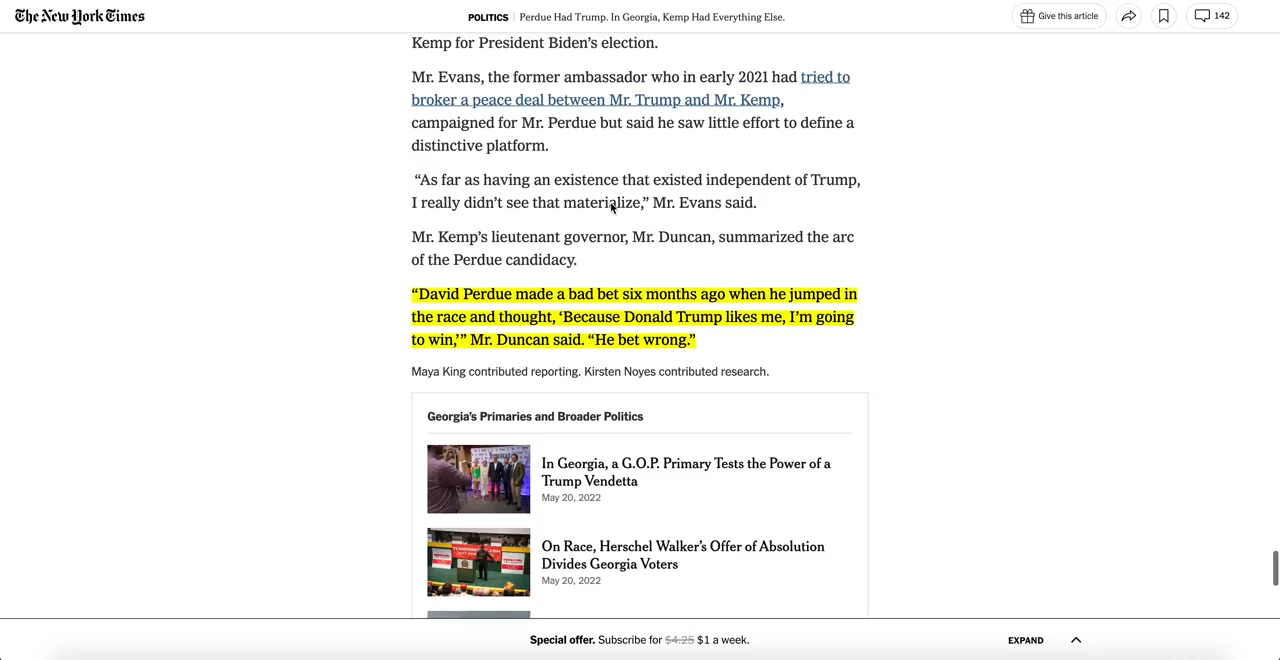 The New York Times
POLITICS | Perdue Had Trump. In Georgia, Kemp Had Everything Else.
Give this article
142
Kemp for President Biden’s election.
Mr. Evans, the former ambassador who in early 2021 had tried to
broker a peace deal between Mr. Trump and Mr. Kemp,
campaigned for Mr. Perdue but said he saw little effort to define a
distinctive platform.
“As far as having an existence that existed independent of Trump,
I really didn’t see that materialize,” Mr. Evans said.
Mr. Kemp’s lieutenant governor, Mr. Duncan, summarized the arc
of the Perdue candidacy.
“David Perdue made a bad bet six months ago when he jumped in
the race and thought, ‘Because Donald Trump likes me, I’m going
to win,’” Mr. Duncan said. “He bet wrong.”
Maya King contributed reporting. Kirsten Noyes contributed research.
Georgia’s Primaries and Broader Politics
In Georgia, a G.O.P. Primary Tests the Power of a
Trump Vendetta
May 20, 2022
On Race, Herschel Walker’s Offer of Absolution
Divides Georgia Voters
May 20, 2022
Special offer. Subscribe for $4.25 $1 a week.
EXPAND